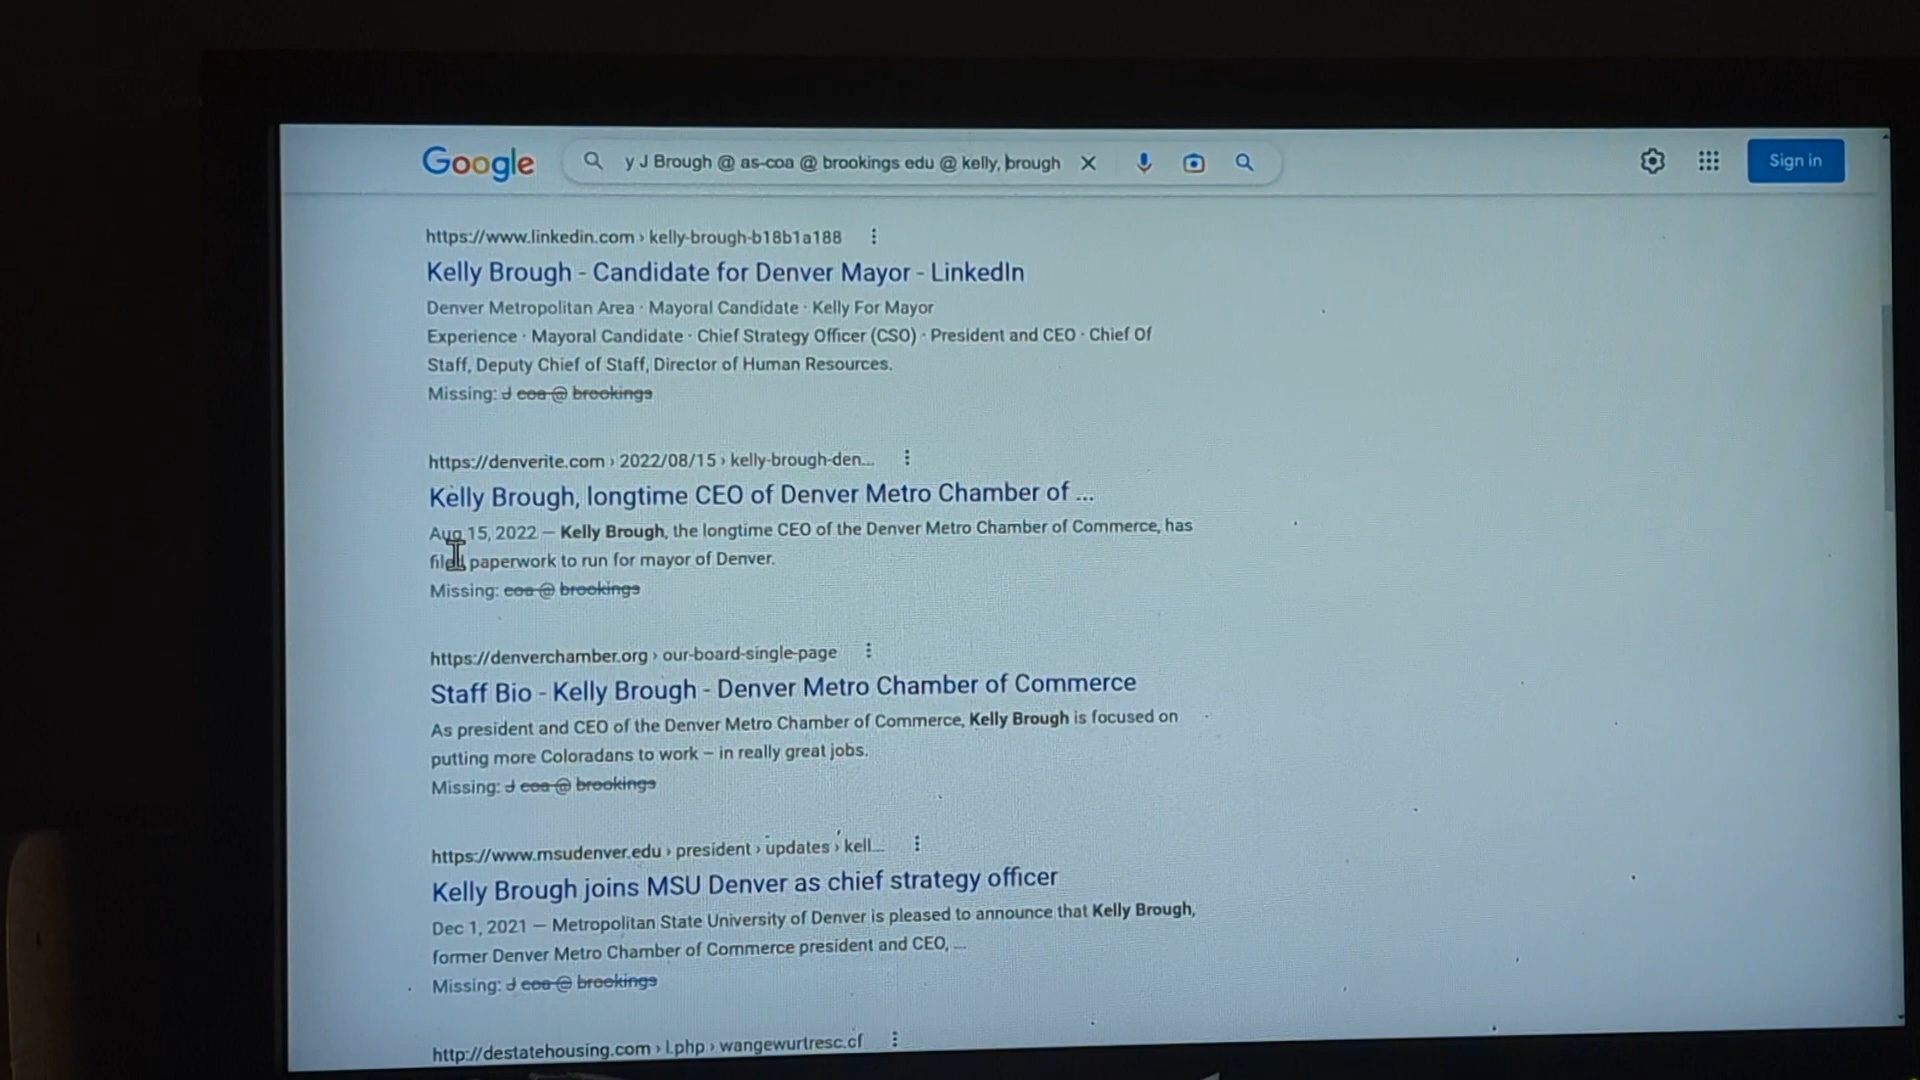 Google
y J Brough @ as-coa @ brookings edu @ kelly, brough
Sign in
https://www.linkedin.com › kelly-brough-b18b1a188
Kelly Brough - Candidate for Denver Mayor - LinkedIn
Denver Metropolitan Area · Mayoral Candidate · Kelly For Mayor
Experience · Mayoral Candidate · Chief Strategy Officer (CSO) · President and CEO · Chief Of
Staff, Deputy Chief of Staff, Director of Human Resources.
Missing: J coa @ brookings
https://denverite.com › 2022/08/15 › kelly-brough-den...
Kelly Brough, longtime CEO of Denver Metro Chamber of ...
Aug 15, 2022 — Kelly Brough, the longtime CEO of the Denver Metro Chamber of Commerce, has
filed paperwork to run for mayor of Denver.
Missing: coa @ brookings
https://denverchamber.org › our-board-single-page
Staff Bio - Kelly Brough - Denver Metro Chamber of Commerce
As president and CEO of the Denver Metro Chamber of Commerce, Kelly Brough is focused on
putting more Coloradans to work – in really great jobs.
Missing: J coa @ brookings
https://www.msudenver.edu › president › updates › kell...
Kelly Brough joins MSU Denver as chief strategy officer
Dec 1, 2021 — Metropolitan State University of Denver is pleased to announce that Kelly Brough,
former Denver Metro Chamber of Commerce president and CEO, ...
Missing: J coa @ brookings
http://destatehousing.com › l.php › wangewurtresc.cf